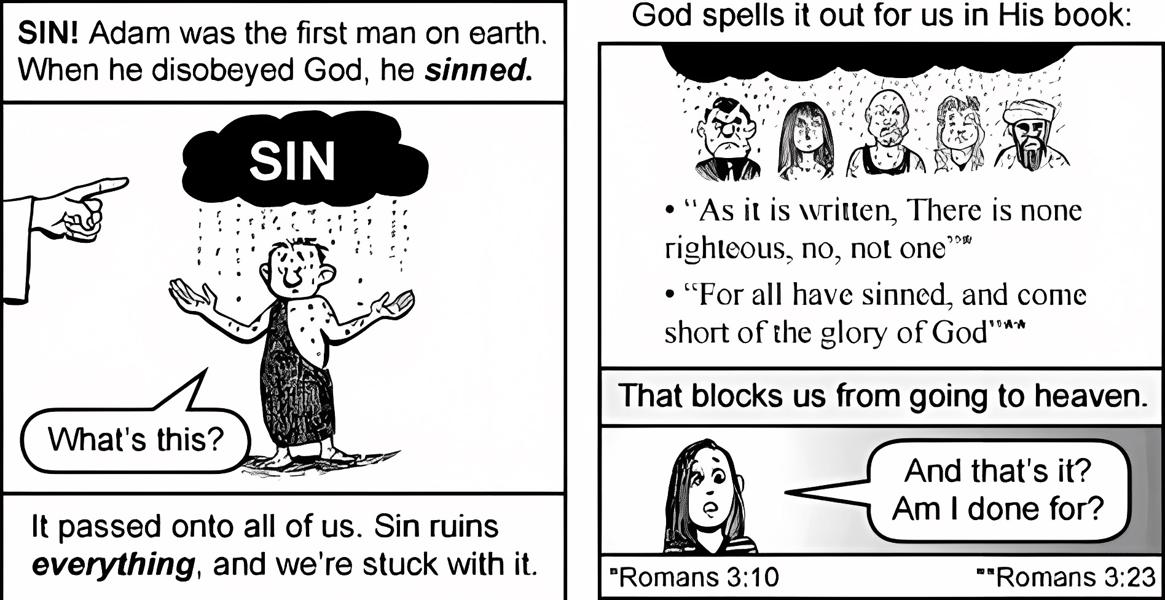 SIN! Adam was the first man on earth.
When he disobeyed God, he sinned.
SIN
What's this?
It passed onto all of us. Sin ruins
everything, and we're stuck with it.
God spells it out for us in His book:
• “As it is written, There is none
righteous, no, not one”*
• “For all have sinned, and come
short of the glory of God”**
That blocks us from going to heaven.
And that's it?
Am I done for?
*Romans 3:10
**Romans 3:23